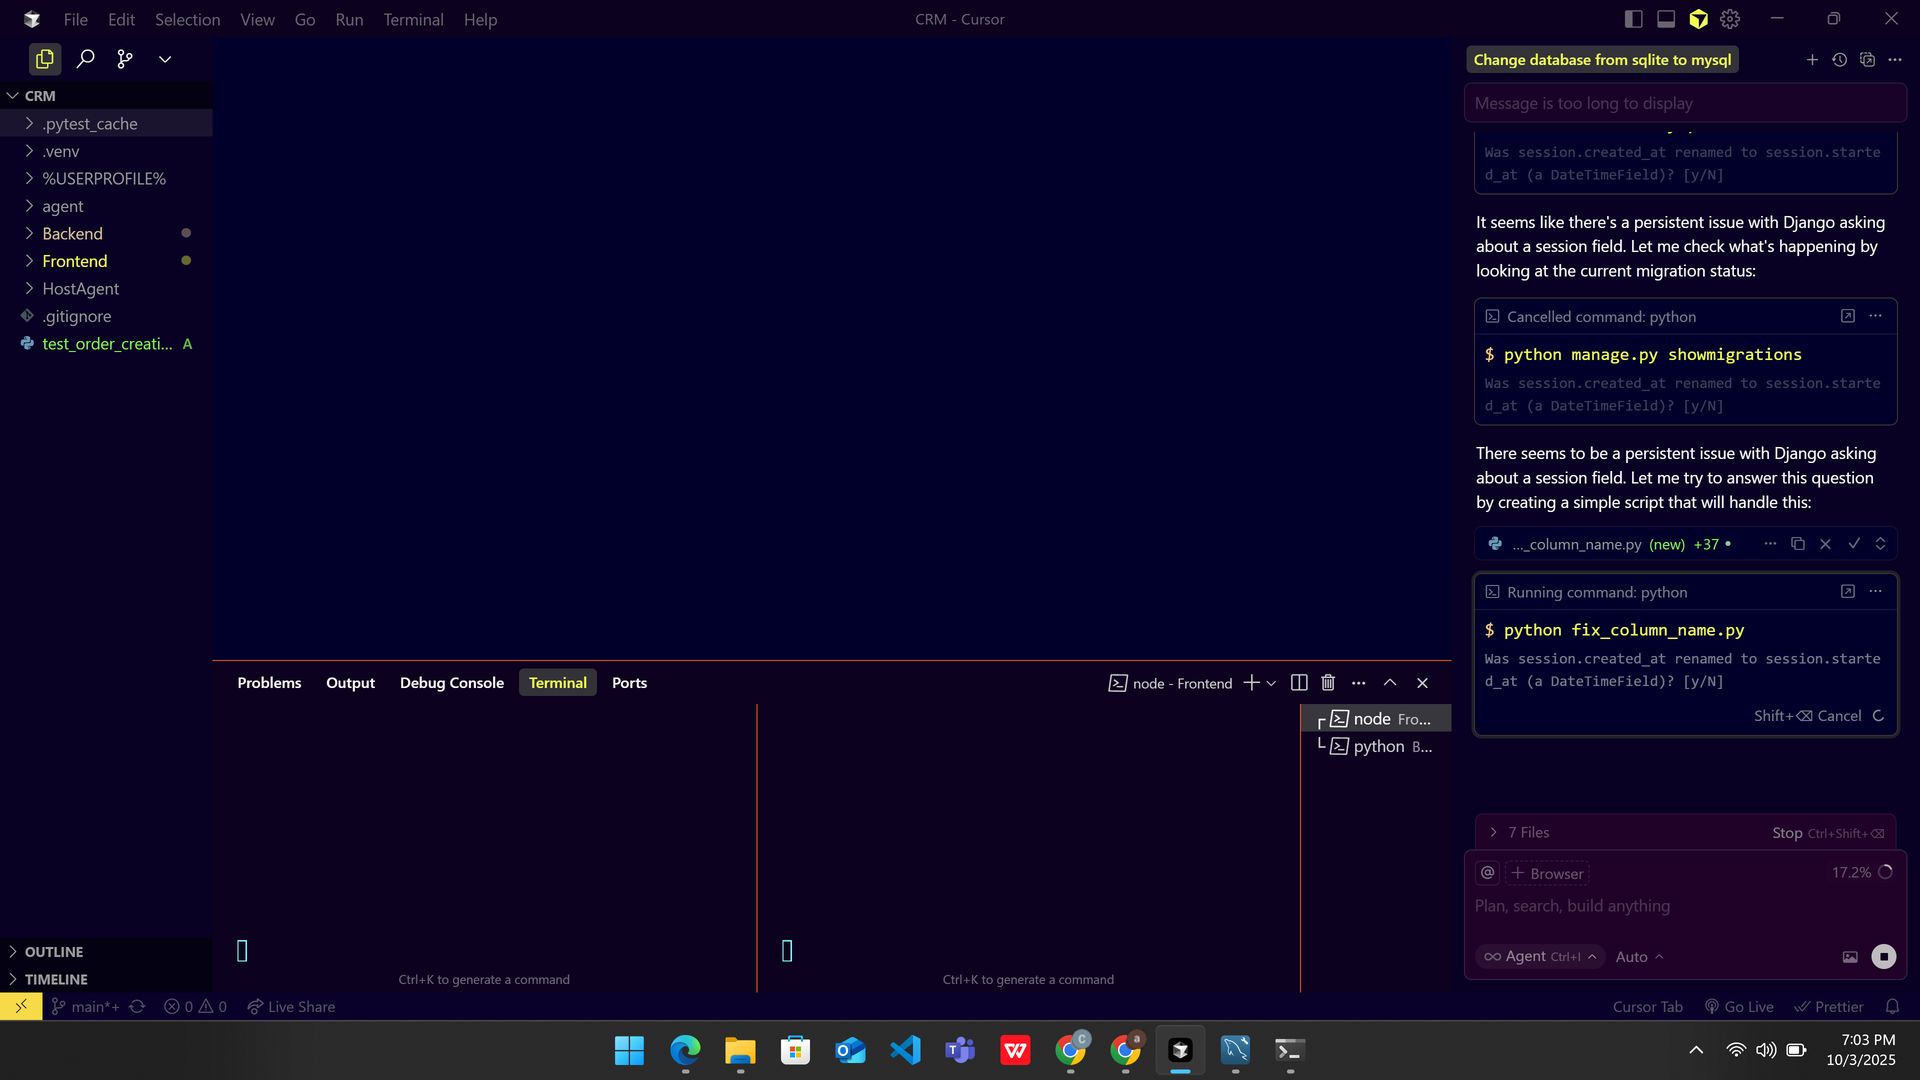 File Edit Selection View Go Run Terminal Help
CRM - Cursor
CRM
.pytest_cache
.venv
%USERPROFILE%
agent
Backend
Frontend
HostAgent
.gitignore
test_order_creati... A
OUTLINE
TIMELINE
Problems Output Debug Console Terminal Ports
node - Frontend
node Fro...
python B...
Ctrl+K to generate a command
Ctrl+K to generate a command
Change database from sqlite to mysql
Message is too long to display
Was session.created_at renamed to session.starte
d_at (a DateTimeField)? [y/N]
It seems like there's a persistent issue with Django asking
about a session field. Let me check what's happening by
looking at the current migration status:
Cancelled command: python
$ python manage.py showmigrations
Was session.created_at renamed to session.starte
d_at (a DateTimeField)? [y/N]
There seems to be a persistent issue with Django asking
about a session field. Let me try to answer this question
by creating a simple script that will handle this:
..._column_name.py (new) +37
Running command: python
$ python fix_column_name.py
Was session.created_at renamed to session.starte
d_at (a DateTimeField)? [y/N]
Shift+⌫ Cancel
7 Files
Stop Ctrl+Shift+⌫
@ + Browser
17.2%
Plan, search, build anything
Agent Ctrl+I
Auto
main*+ 0 0 Live Share
Cursor Tab Go Live Prettier
C
a
7:03 PM
10/3/2025